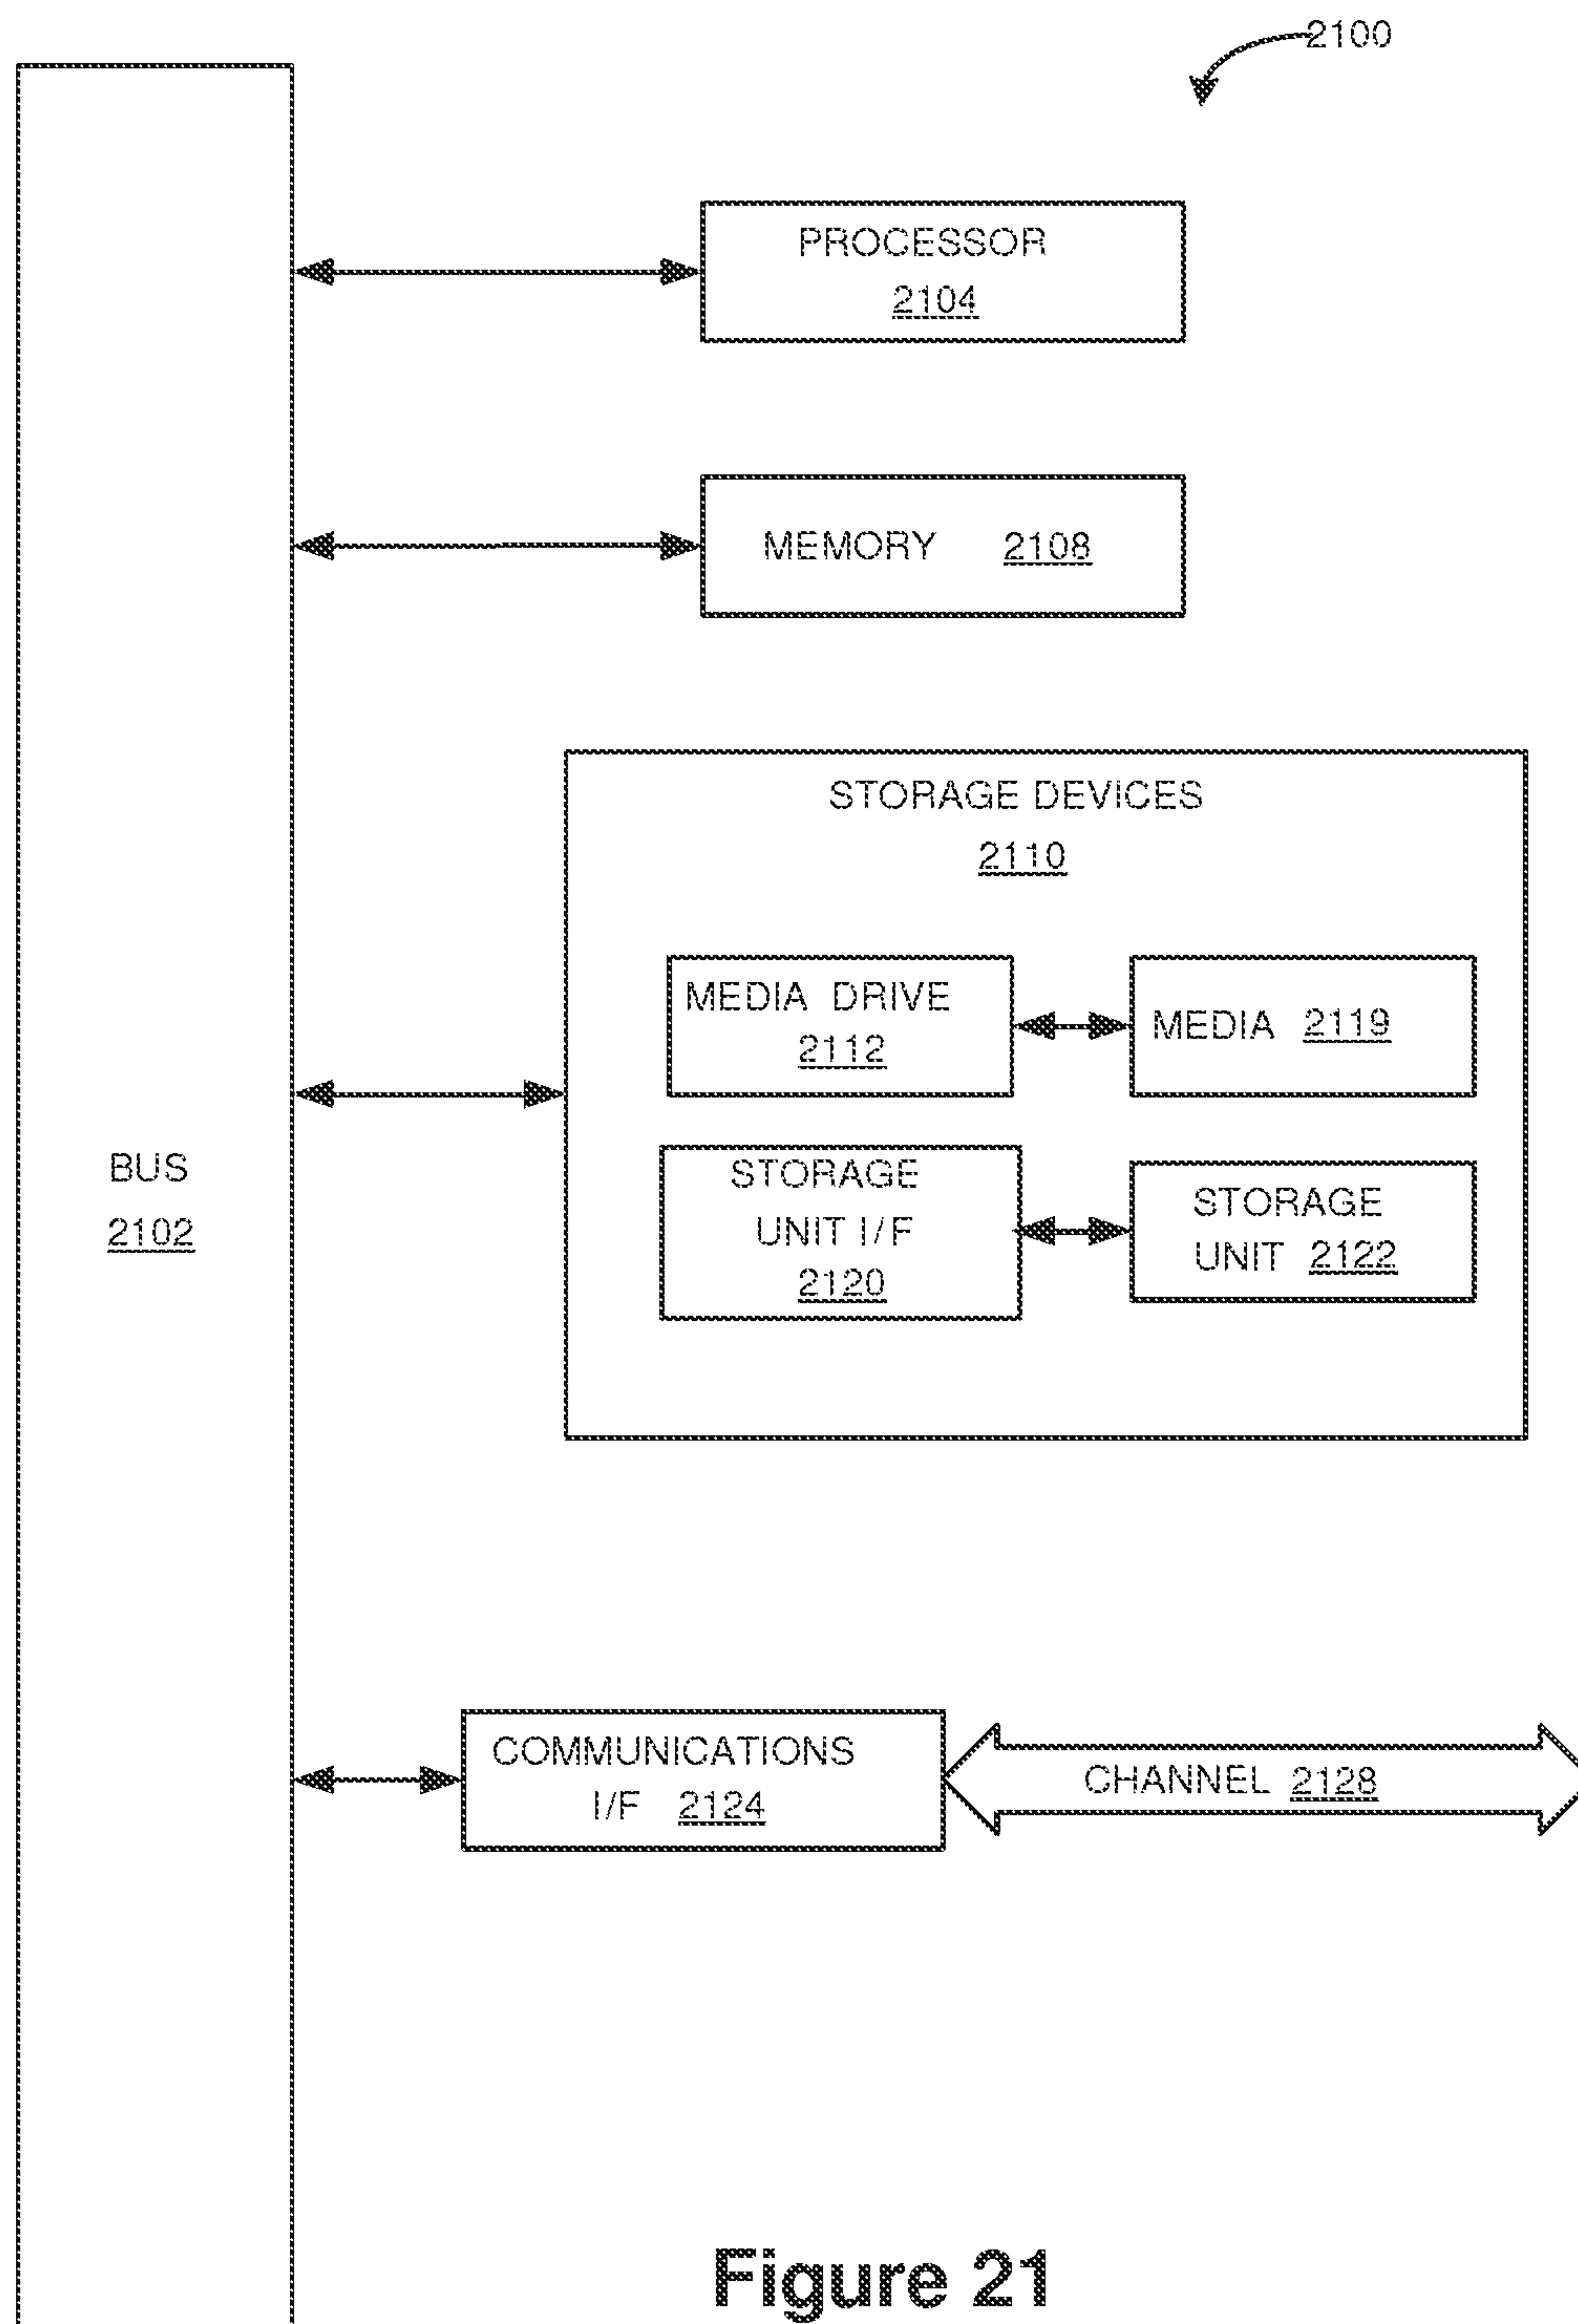 2100
PROCESSOR
2104
MEMORY 2108
STORAGE DEVICES
2110
MEDIA DRIVE
2112
MEDIA 2119
STORAGE
UNIT I/F
2120
STORAGE
UNIT 2122
BUS
2102
COMMUNICATIONS
I/F 2124
CHANNEL 2128
Figure 21